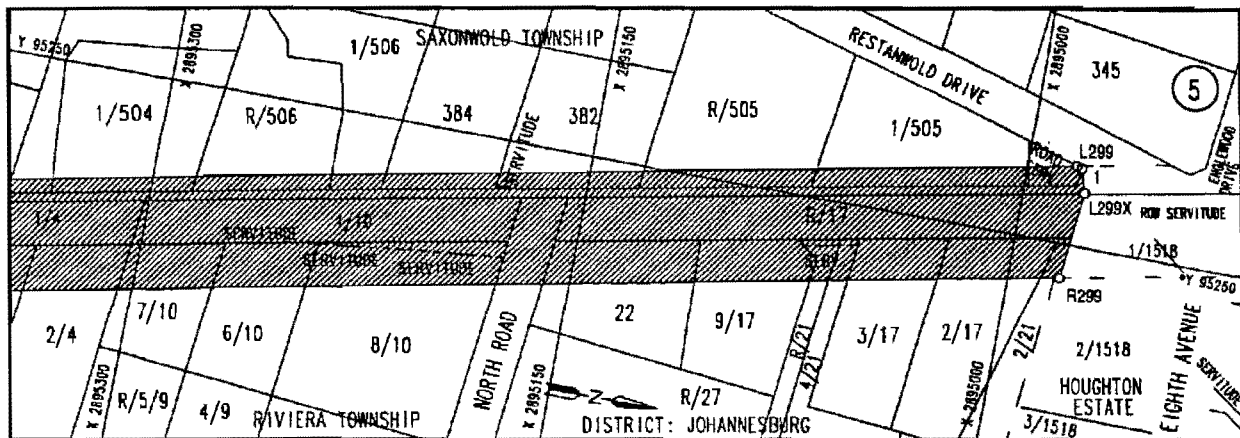 Y 95250
1/506
SAXONWOLD TOWNSHIP
X 2895300
X 2895150
RESTANWOLD DRIVE
X 2895000
345
5
1/504
R/506
384
SERVITUDE
382
R/505
1/505
ROAD
L299
1
ENGLEWOOD DRIVE
L299X
ROW SERVITUDE
1/4
1/10
R/17
SERVITUDE
SERVITUDE
SERVITUDE
SERV
1/1518
Y 95250
R299
2/4
7/10
6/10
8/10
NORTH ROAD
22
9/17
R/21
4/21
3/17
2/17
2/21
2/1518
EIGHTH AVENUE
SERVITUDE
X 2895300
R/5/9
4/9
RIVIERA TOWNSHIP
X 2895150
N
R/27
DISTRICT: JOHANNESBURG
X 2895000
HOUGHTON
ESTATE
3/1518